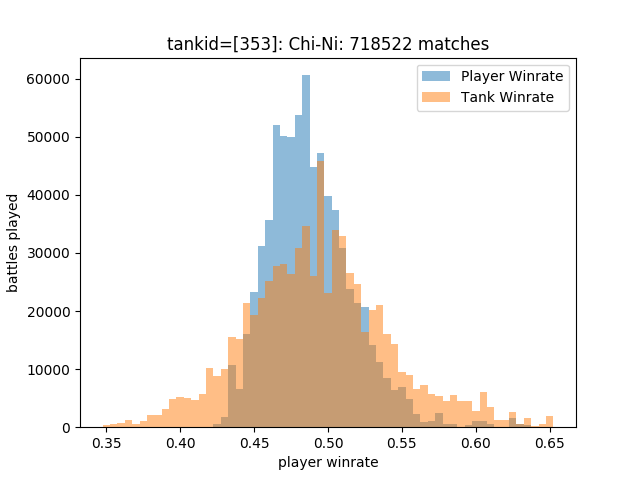 tankid=[353]: Chi-Ni: 718522 matches
Player Winrate
Tank Winrate
battles played
60000
50000
40000
30000
20000
10000
0
0.35 0.40 0.45 0.50 0.55 0.60 0.65
player winrate